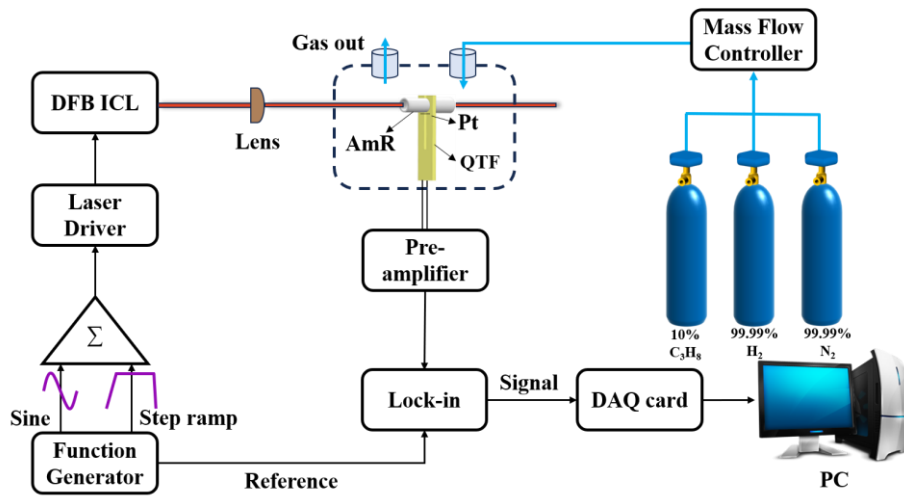 Mass Flow
Controller
Gas out
DFB ICL
Lens
AmR
Pt
QTF
Laser
Driver
Pre-
amplifier
10%
C₃H₈
99.99%
H₂
99.99%
N₂
Σ
Sine
Step ramp
Lock-in
Signal
DAQ card
Function
Generator
Reference
PC